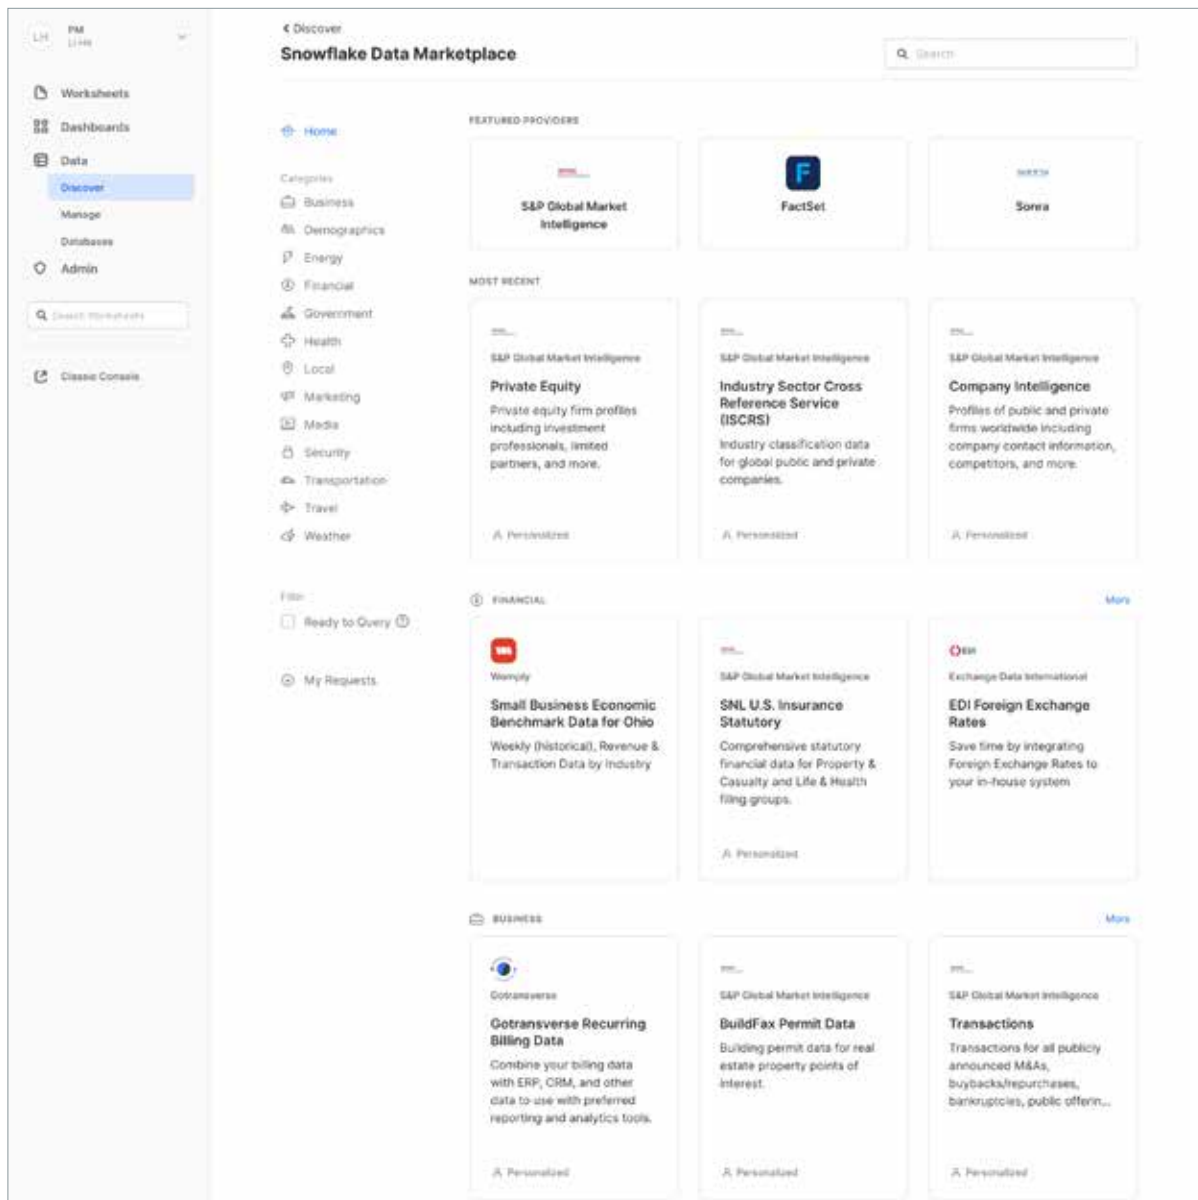 LH
PM
Worksheets
Dashboards
Data
Discover
Manage
Databases
Admin
Search Worksheets
Classic Console
Discover
Snowflake Data Marketplace
Search
Home
Categories
Business
Demographics
Energy
Financial
Government
Health
Local
Marketing
Media
Security
Transportation
Travel
Weather
Filter
Ready to Query
My Requests
FEATURED PROVIDERS
S&P Global Market
Intelligence
FactSet
Sonra
MOST RECENT
S&P Global Market Intelligence
Private Equity
Private equity firm profiles
including investment
professionals, limited
partners, and more.
Personalized
S&P Global Market Intelligence
Industry Sector Cross
Reference Service
(ISCRS)
Industry classification data
for global public and private
companies.
Personalized
S&P Global Market Intelligence
Company Intelligence
Profiles of public and private
firms worldwide including
company contact information,
competitors, and more.
Personalized
FINANCIAL
More
Womply
Small Business Economic
Benchmark Data for Ohio
Weekly (historical), Revenue &
Transaction Data by Industry
S&P Global Market Intelligence
SNL U.S. Insurance
Statutory
Comprehensive statutory
financial data for Property &
Casualty and Life & Health
filing groups.
Personalized
EDI
Exchange Data International
EDI Foreign Exchange
Rates
Save time by integrating
Foreign Exchange Rates to
your in-house system
BUSINESS
More
Gotransverse
Gotransverse Recurring
Billing Data
Combine your billing data
with ERP, CRM, and other
data to use with preferred
reporting and analytics tools.
Personalized
S&P Global Market Intelligence
BuildFax Permit Data
Building permit data for real
estate property points of
interest.
Personalized
S&P Global Market Intelligence
Transactions
Transactions for all publicly
announced M&As,
buybacks/repurchases,
bankruptcies, public offerin...
Personalized